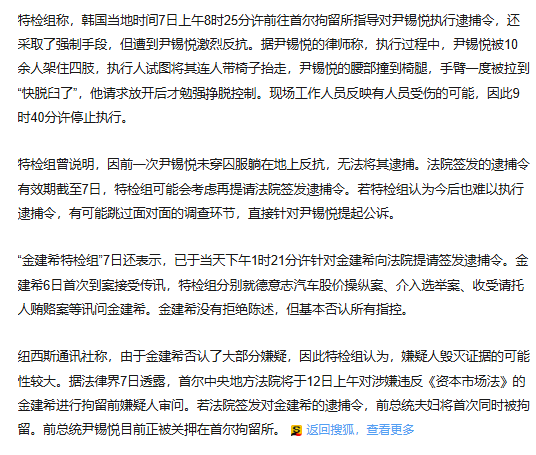 特检组称，韩国当地时间7日上午8时25分许前往首尔拘留所指导对尹锡悦执行逮捕令，还
采取了强制手段，但遭到尹锡悦激烈反抗。据尹锡悦的律师称，执行过程中，尹锡悦被10
余人架住四肢，执行人试图将其连人带椅子抬走，尹锡悦的腰部撞到椅腿，手臂一度被拉到
“快脱臼了”，他请求放开后才勉强挣脱控制。现场工作人员反映有人员受伤的可能，因此9
时40分许停止执行。
特检组曾说明，因前一次尹锡悦未穿囚服躺在地上反抗，无法将其逮捕。法院签发的逮捕令
有效期截至7日，特检组可能会考虑再提请法院签发逮捕令。若特检组认为今后也难以执行
逮捕令，有可能跳过面对面的调查环节，直接针对尹锡悦提起公诉。
“金建希特检组”7日还表示，已于当天下午1时21分许针对金建希向法院提请签发逮捕令。金
建希6日首次到案接受传讯，特检组分别就德意志汽车股价操纵案、介入选举案、收受请托
人贿赂案等讯问金建希。金建希没有拒绝陈述，但基本否认所有指控。
纽西斯通讯社称，由于金建希否认了大部分嫌疑，因此特检组认为，嫌疑人毁灭证据的可能
性较大。据法律界7日透露，首尔中央地方法院将于12日上午对涉嫌违反《资本市场法》的
金建希进行拘留前嫌疑人审问。若法院签发对金建希的逮捕令，前总统夫妇将首次同时被拘
留。前总统尹锡悦目前正被关押在首尔拘留所。 返回搜狐，查看更多